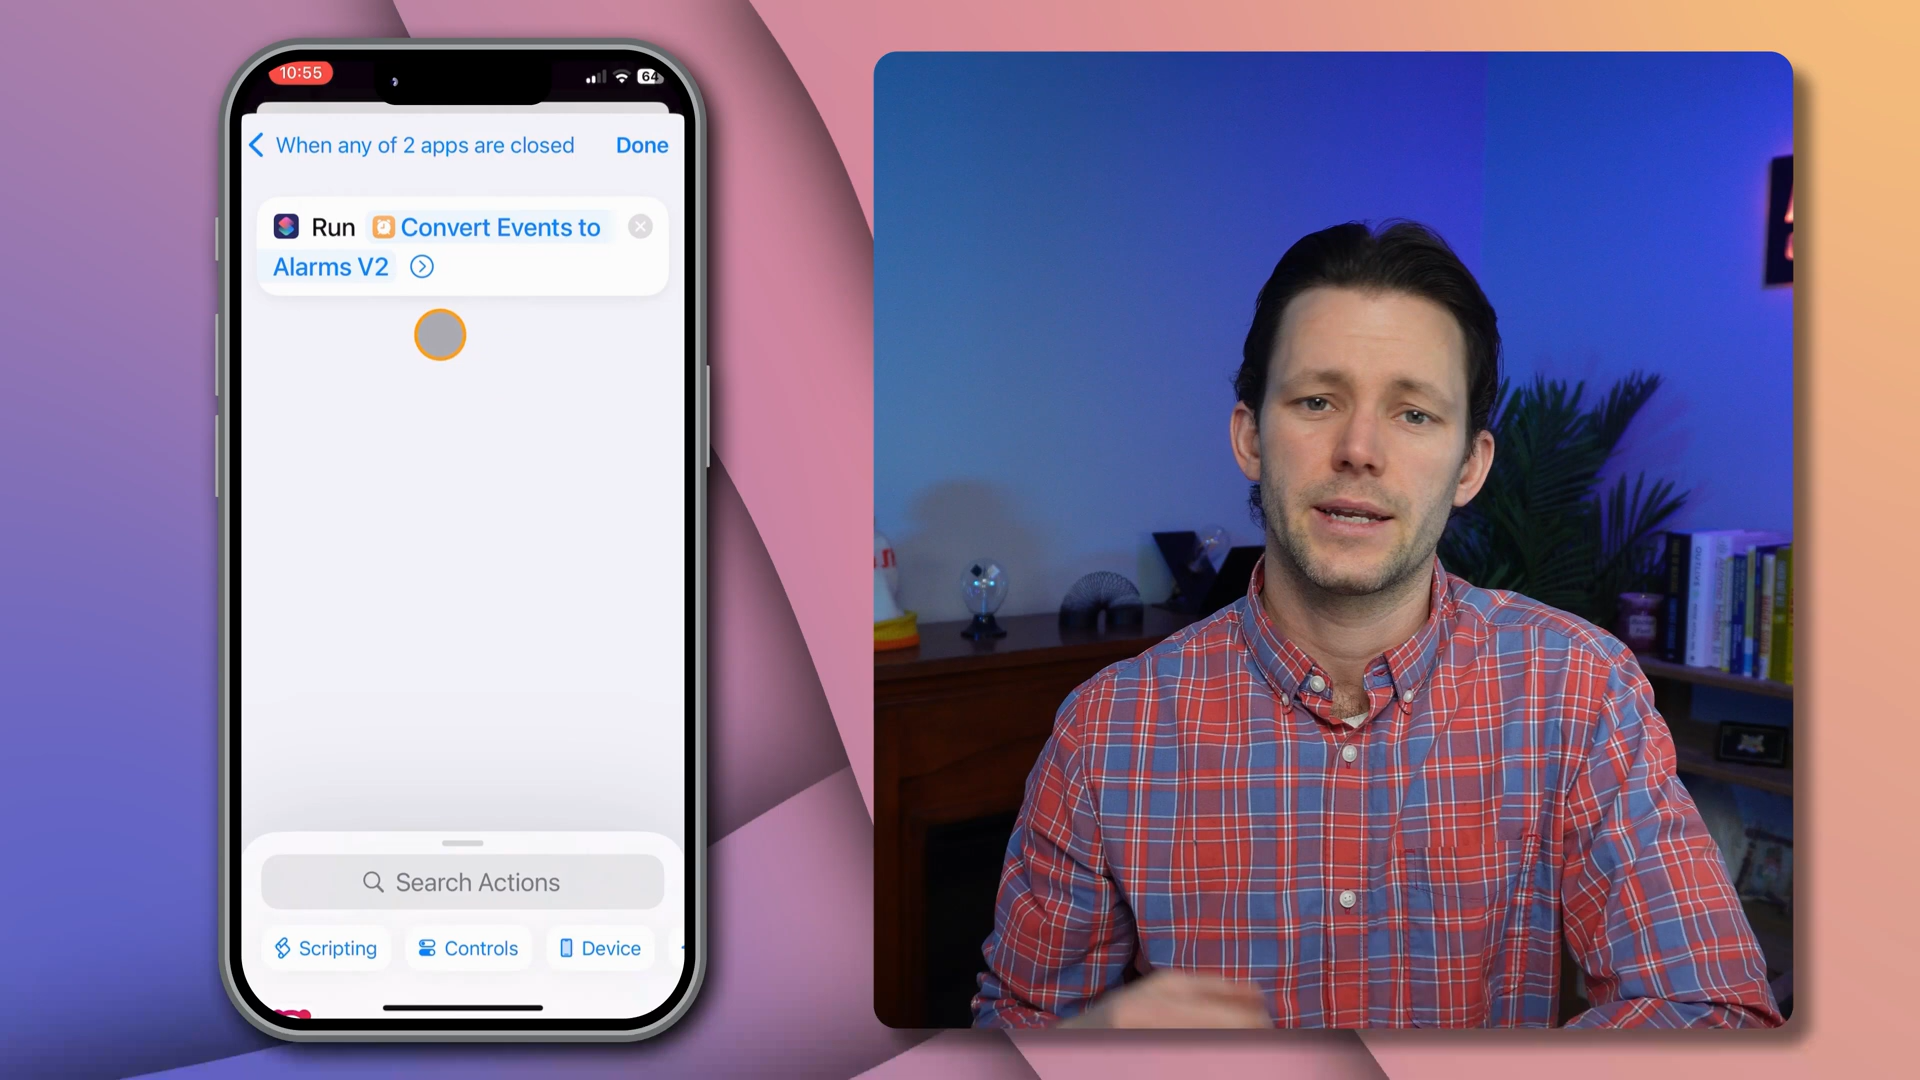 10:55
64
When any of 2 apps are closed
Done
Run Convert Events to
Alarms V2
Search Actions
Scripting
Controls
Device
OUTLIVE